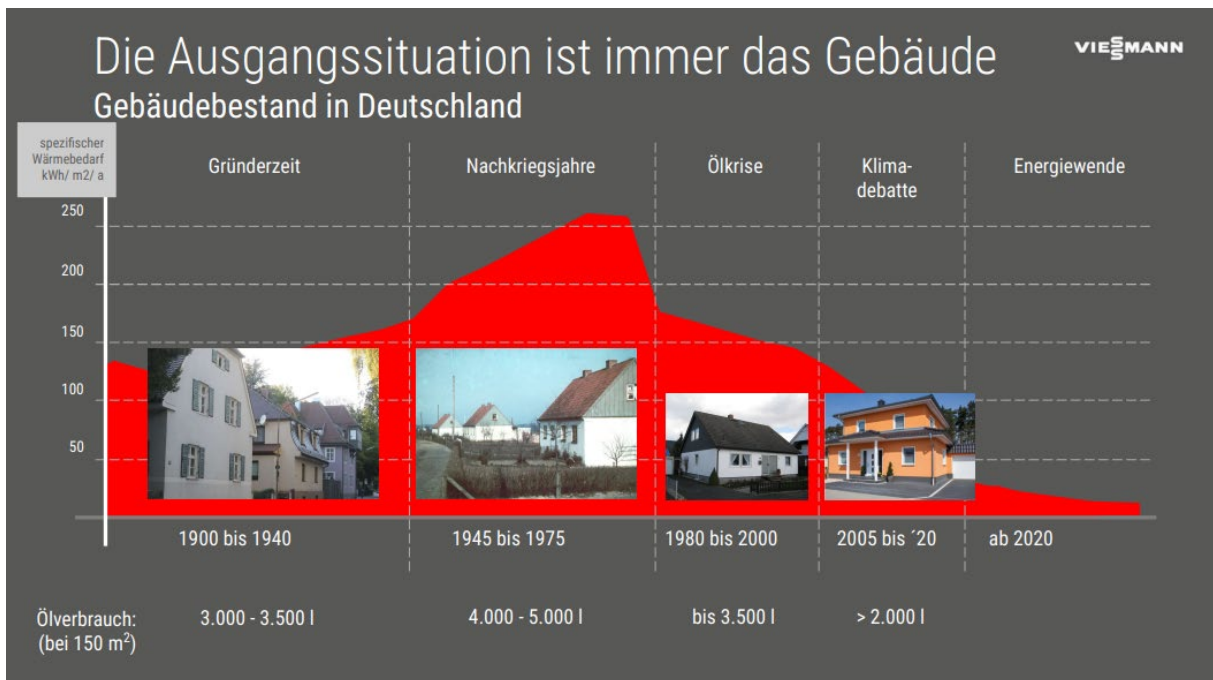 Die Ausgangssituation ist immer das Gebäude
VIESSMANN
Gebäudebestand in Deutschland
spezifischer
Wärmebedarf
kWh/ m2/ a
Gründerzeit
Nachkriegsjahre
Ölkrise
Klima-
debatte
Energiewende
250
200
150
100
50
1900 bis 1940
1945 bis 1975
1980 bis 2000
2005 bis ´20
ab 2020
Ölverbrauch:
(bei 150 m²)
3.000 - 3.500 l
4.000 - 5.000 l
bis 3.500 l
> 2.000 l